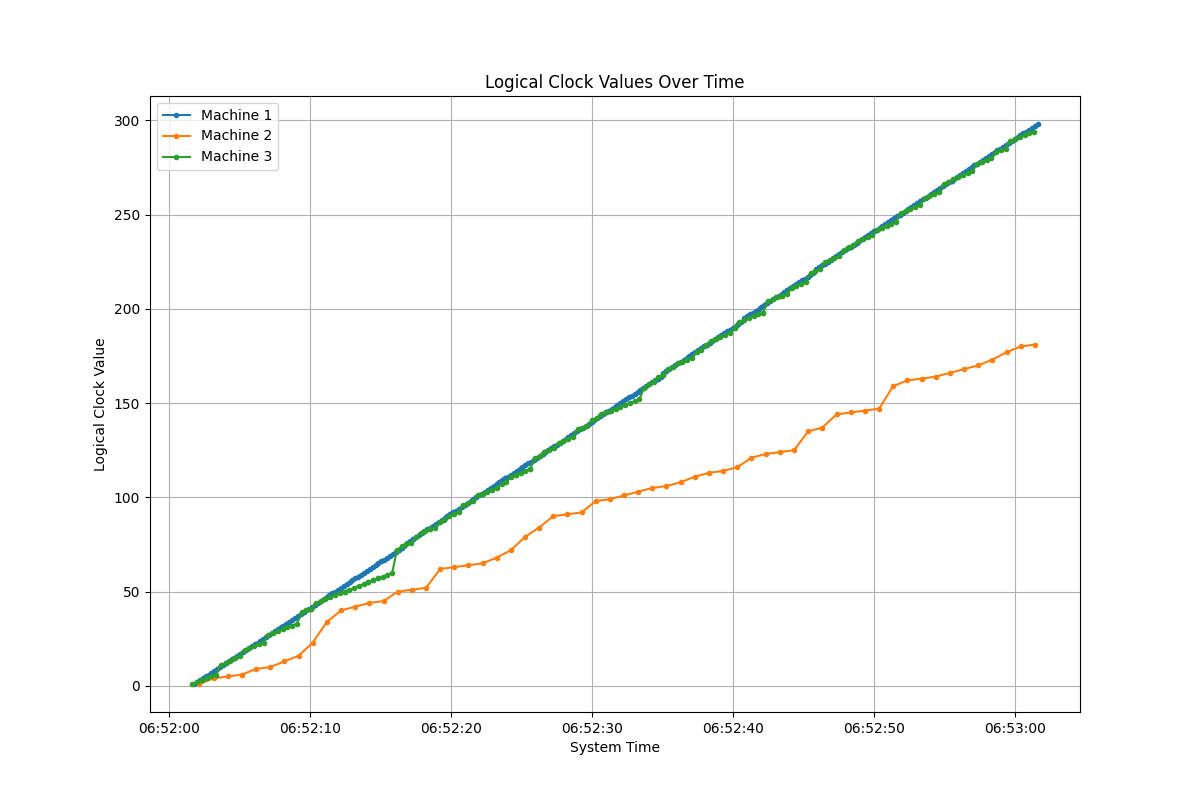 Logical Clock Values Over Time
Machine 1
Machine 2
Machine 3
Logical Clock Value
300
250
200
150
100
50
0
06:52:00 06:52:10 06:52:20 06:52:30 06:52:40 06:52:50 06:53:00
System Time